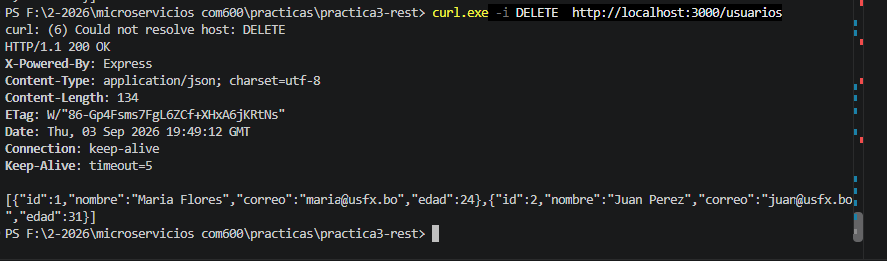 PS F:\2-2026\microservicios com600\practicas\practica3-rest> curl.exe -i DELETE  http://localhost:3000/usuarios
curl: (6) Could not resolve host: DELETE
HTTP/1.1 200 OK
X-Powered-By: Express
Content-Type: application/json; charset=utf-8
Content-Length: 134
ETag: W/"86-Gp4Fsms7FgL6ZCf+XHxA6jKRtNs"
Date: Thu, 03 Sep 2026 19:49:12 GMT
Connection: keep-alive
Keep-Alive: timeout=5
[{"id":1,"nombre":"Maria Flores","correo":"maria@usfx.bo","edad":24},{"id":2,"nombre":"Juan Perez","correo":"juan@usfx.bo
","edad":31}]
PS F:\2-2026\microservicios com600\practicas\practica3-rest>